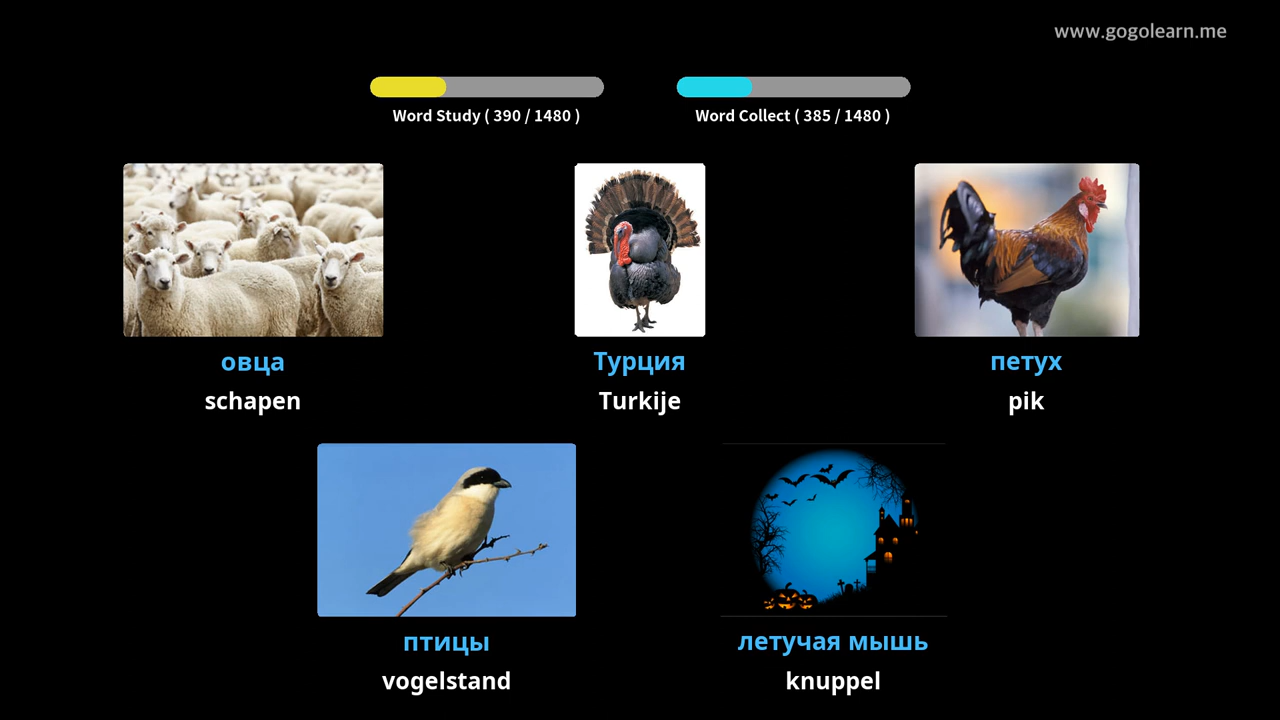 www.gogolearn.me
Word Study ( 390 / 1480 )
Word Collect ( 385 / 1480 )
овца
Турция
петух
schapen
Turkije
pik
птицы
летучая мышь
vogelstand
knuppel